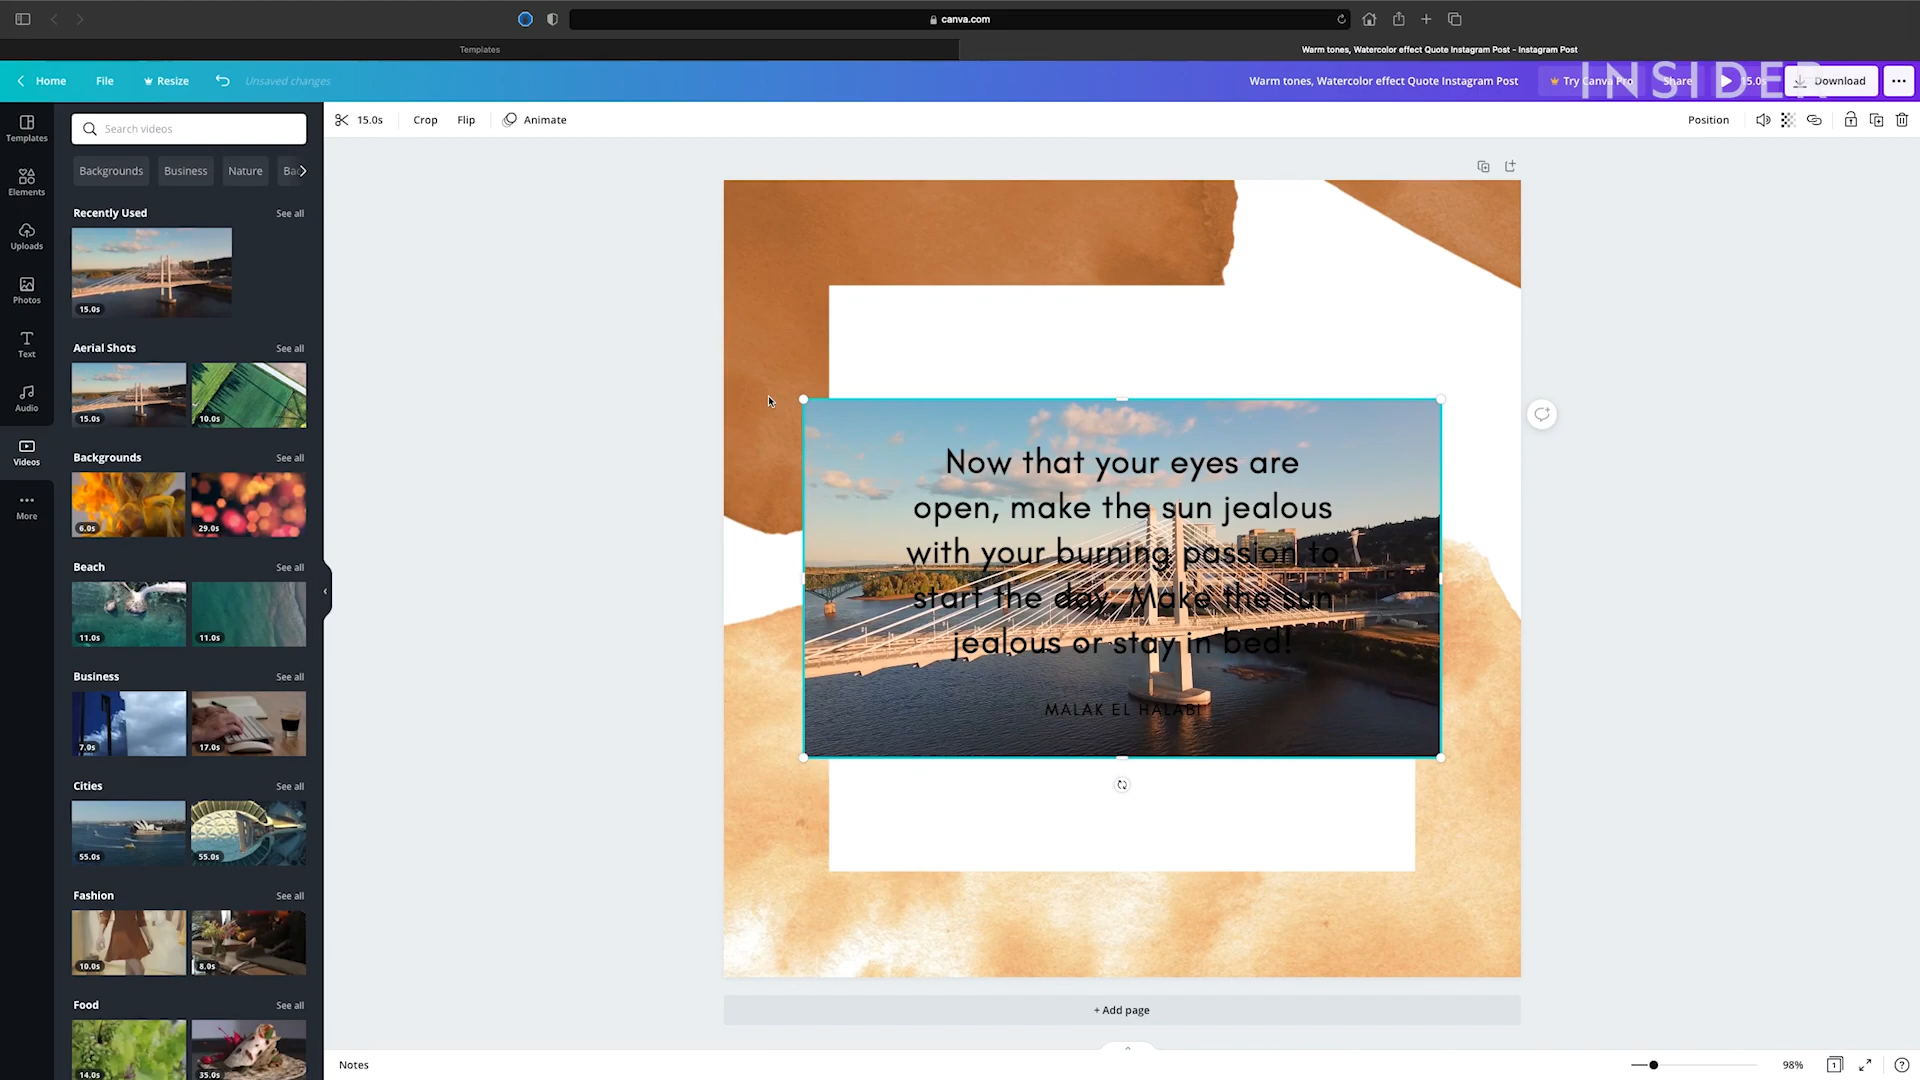 canva.com
Templates
Warm tones, Watercolor effect Quote Instagram Post - Instagram Post
Home
File
Resize
Unsaved changes
Warm tones, Watercolor effect Quote Instagram Post
Try Canva Pro
Share
15.0s
Download
INSIDER
Templates
Elements
Uploads
Photos
Text
Audio
Videos
More
Search videos
Backgrounds
Business
Nature
Recently Used
See all
15.0s
Aerial Shots
See all
15.0s
10.0s
Backgrounds
See all
6.0s
29.0s
Beach
See all
11.0s
11.0s
Business
See all
7.0s
17.0s
Cities
See all
55.0s
55.0s
Fashion
See all
10.0s
8.0s
Food
See all
14.0s
35.0s
15.0s
Crop
Flip
Animate
Position
Now that your eyes are
open, make the sun jealous
with your burning passion to
start the day. Make the sun
jealous or stay in bed!
MALAK EL HALABI
+ Add page
Notes
98%
1